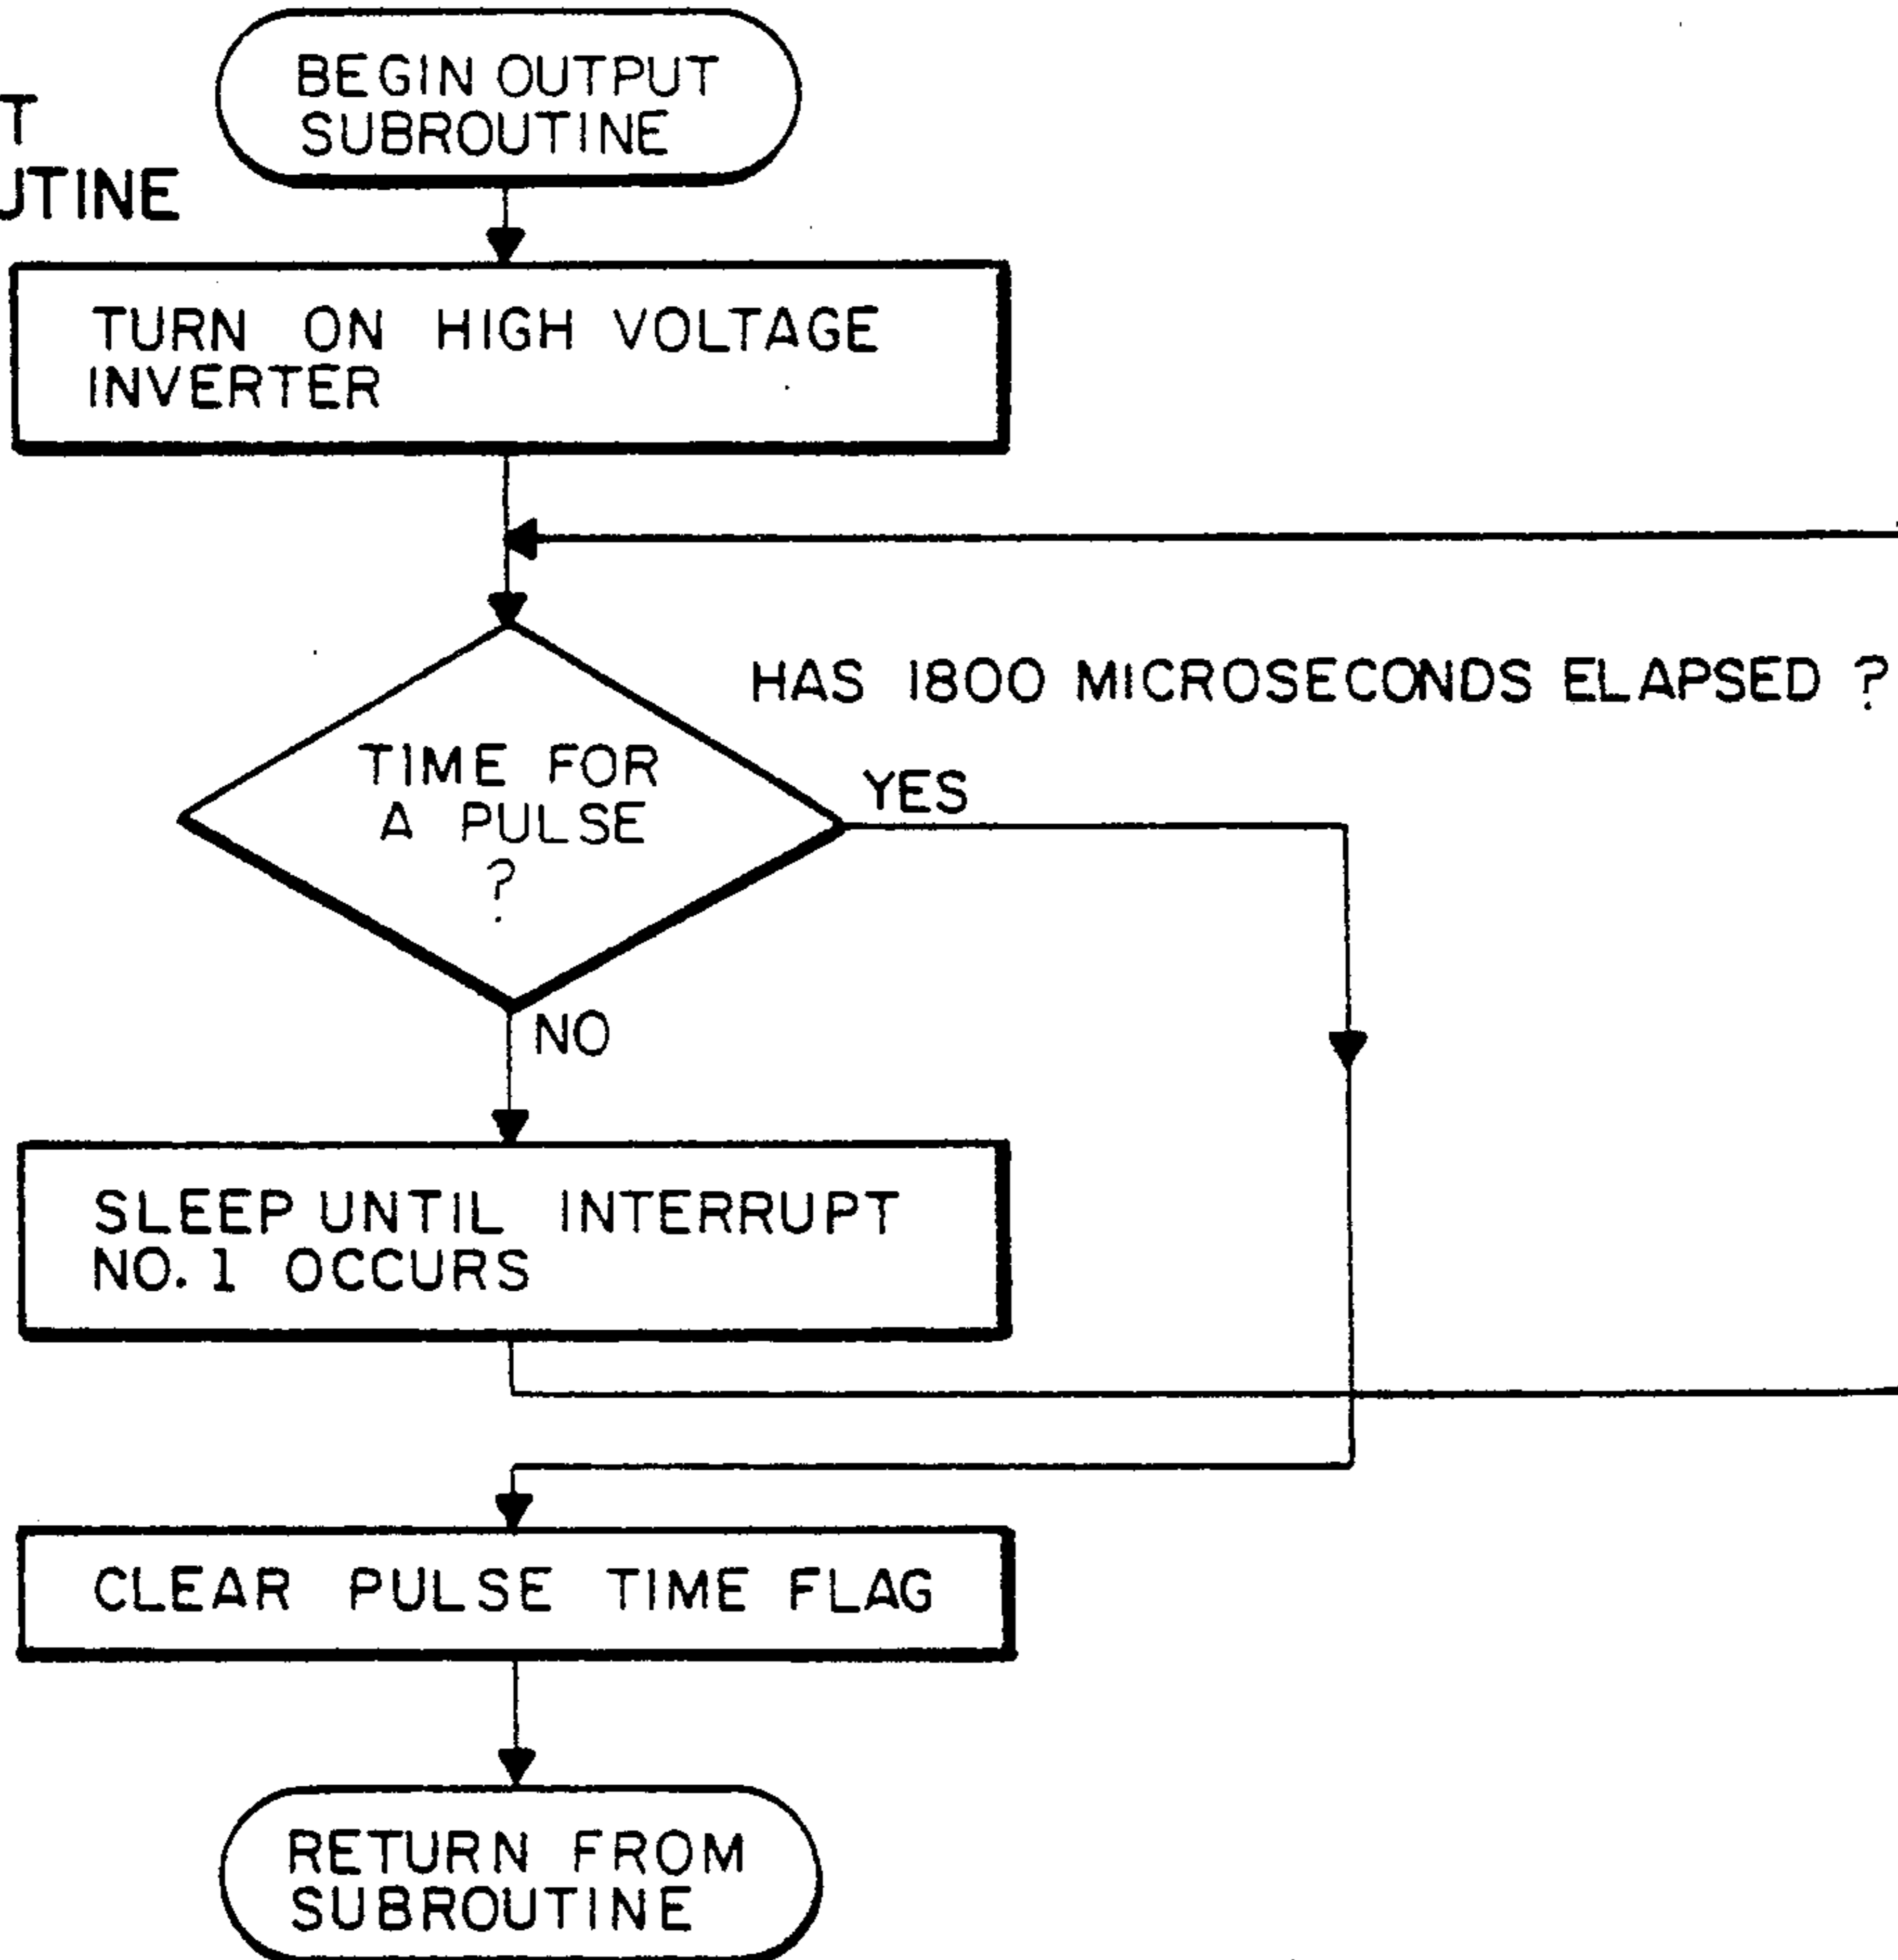 BEGIN OUTPUT
SUBROUTINE
T
UTINE
TURN ON HIGH VOLTAGE
INVERTER
HAS 1800 MICROSECONDS ELAPSED ?
TIME FOR
A PULSE
?
YES
NO
SLEEP UNTIL INTERRUPT
NO. 1 OCCURS
CLEAR PULSE TIME FLAG
RETURN FROM
SUBROUTINE